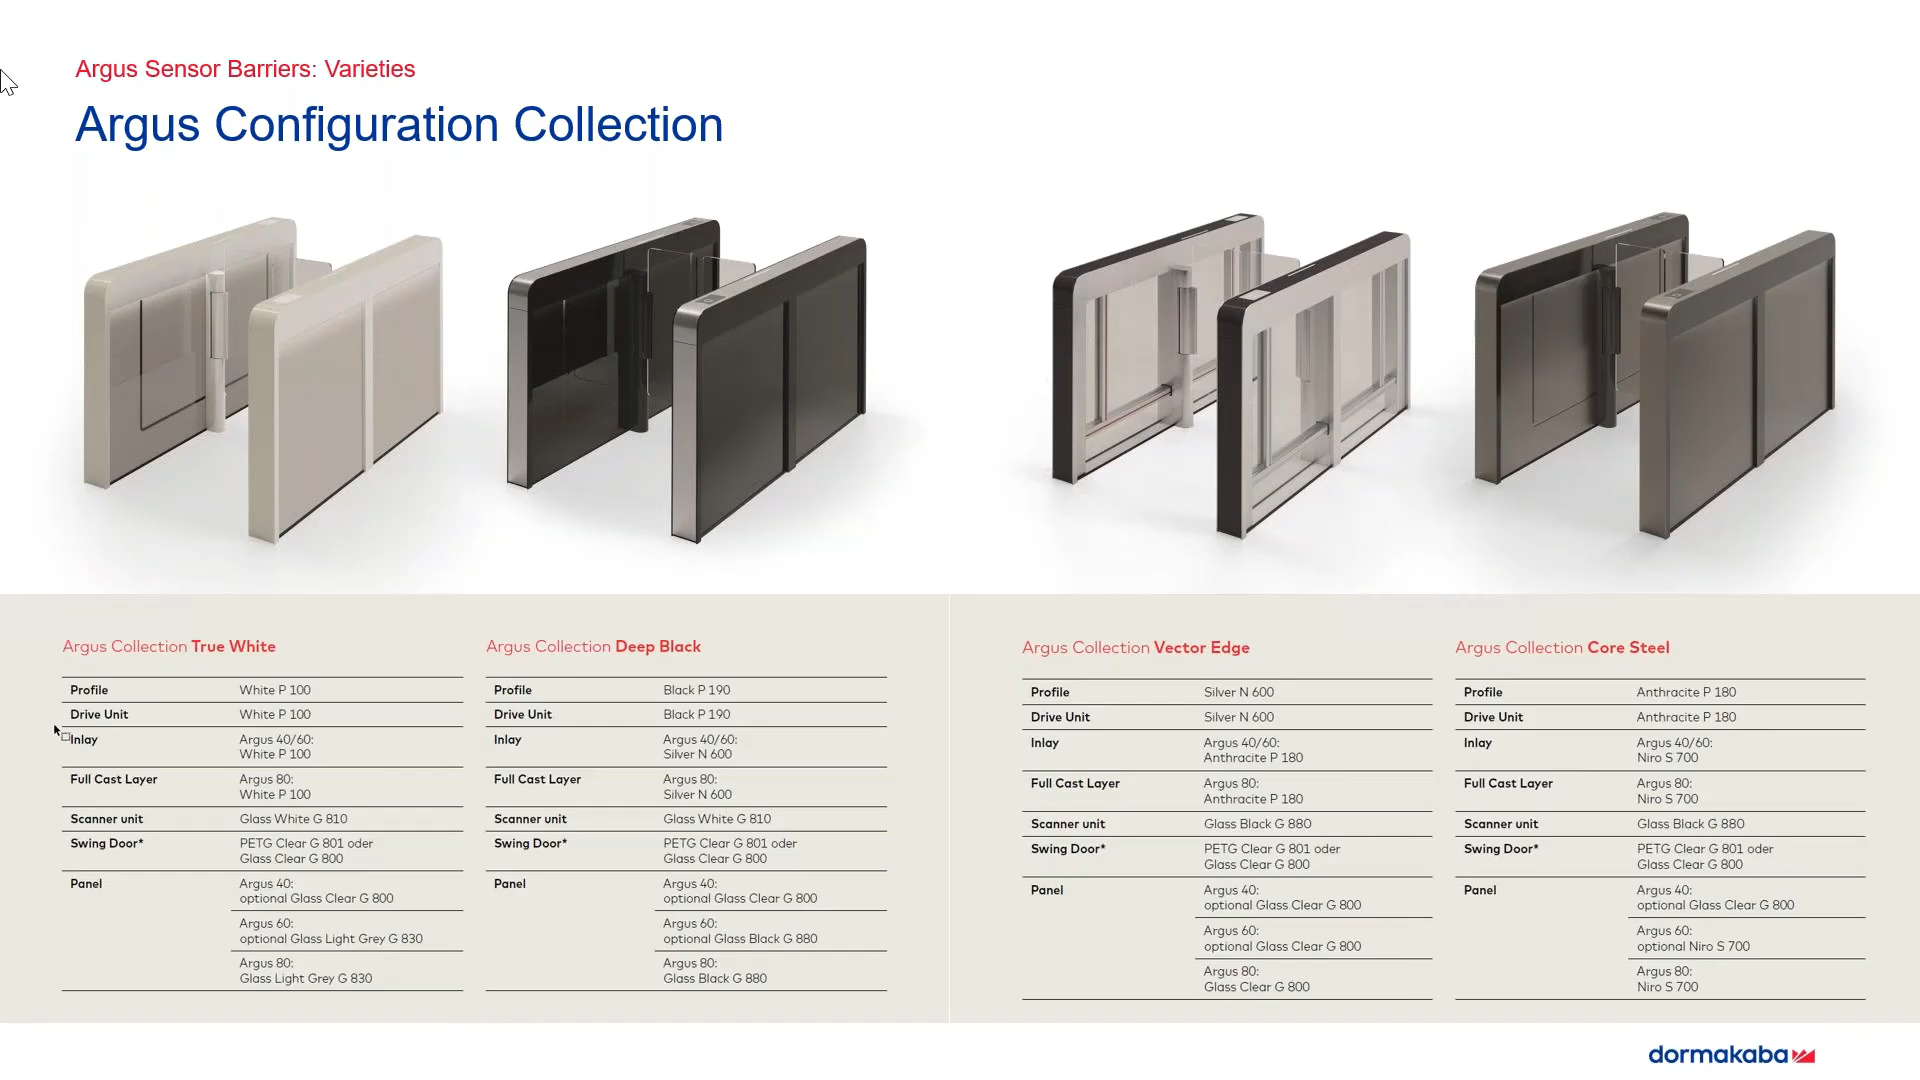 Argus Sensor Barriers: Varieties
Argus Configuration Collection
Argus Collection True White
Profile White P 100
Drive Unit White P 100
Inlay Argus 40/60:
White P 100
Full Cast Layer Argus 80:
White P 100
Scanner unit Glass White G 810
Swing Door* PETG Clear G 801 oder
Glass Clear G 800
Panel Argus 40:
optional Glass Clear G 800
Argus 60:
optional Glass Light Grey G 830
Argus 80:
Glass Light Grey G 830
Argus Collection Deep Black
Profile Black P 190
Drive Unit Black P 190
Inlay Argus 40/60:
Silver N 600
Full Cast Layer Argus 80:
Silver N 600
Scanner unit Glass White G 810
Swing Door* PETG Clear G 801 oder
Glass Clear G 800
Panel Argus 40:
optional Glass Clear G 800
Argus 60:
optional Glass Black G 880
Argus 80:
Glass Black G 880
Argus Collection Vector Edge
Profile Silver N 600
Drive Unit Silver N 600
Inlay Argus 40/60:
Anthracite P 180
Full Cast Layer Argus 80:
Anthracite P 180
Scanner unit Glass Black G 880
Swing Door* PETG Clear G 801 oder
Glass Clear G 800
Panel Argus 40:
optional Glass Clear G 800
Argus 60:
optional Glass Clear G 800
Argus 80:
Glass Clear G 800
Argus Collection Core Steel
Profile Anthracite P 180
Drive Unit Anthracite P 180
Inlay Argus 40/60:
Niro S 700
Full Cast Layer Argus 80:
Niro S 700
Scanner unit Glass Black G 880
Swing Door* PETG Clear G 801 oder
Glass Clear G 800
Panel Argus 40:
optional Glass Clear G 800
Argus 60:
optional Niro S 700
Argus 80:
Niro S 700
dormakaba